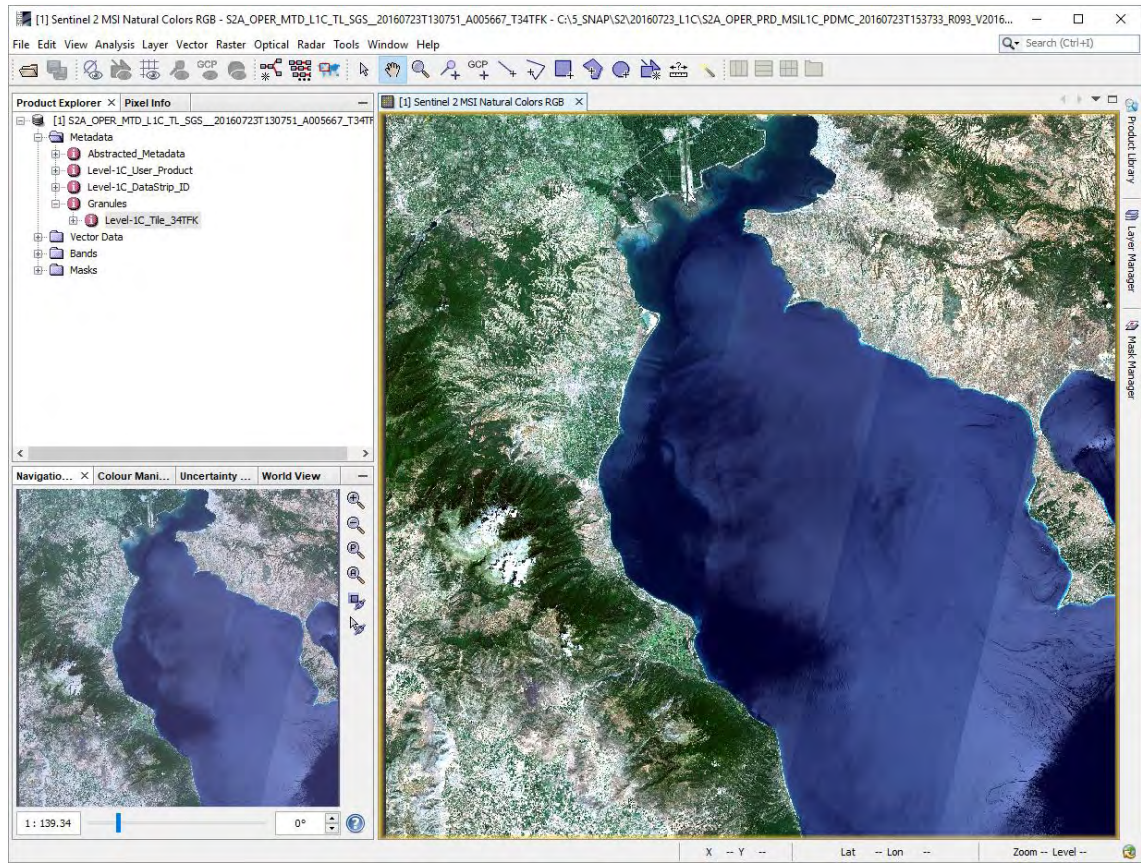 [1] Sentinel 2 MSI Natural Colors RGB - S2A_OPER_MTD_L1C_TL_SGS__20160723T130751_A005667_T34TFK - C:\5_SNAP\S2\20160723_L1C\S2A_OPER_PRD_MSIL1C_PDMC_20160723T153733_R093_V2016...
File Edit View Analysis Layer Vector Raster Optical Radar Tools Window Help
Search (Ctrl+I)
GCP GCP
Product Explorer Pixel Info
[1] Sentinel 2 MSI Natural Colors RGB
[1] S2A_OPER_MTD_L1C_TL_SGS__20160723T130751_A005667_T34TF
Metadata
Abstracted_Metadata
Level-1C_User_Product
Level-1C_DataStrip_ID
Granules
Level-1C_Tile_34TFK
Vector Data
Bands
Masks
Product Library
Layer Manager
Mask Manager
Navigatio... Colour Mani... Uncertainty ... World View
1 : 139.34
0°
X -- Y -- Lat -- Lon -- Zoom -- Level --